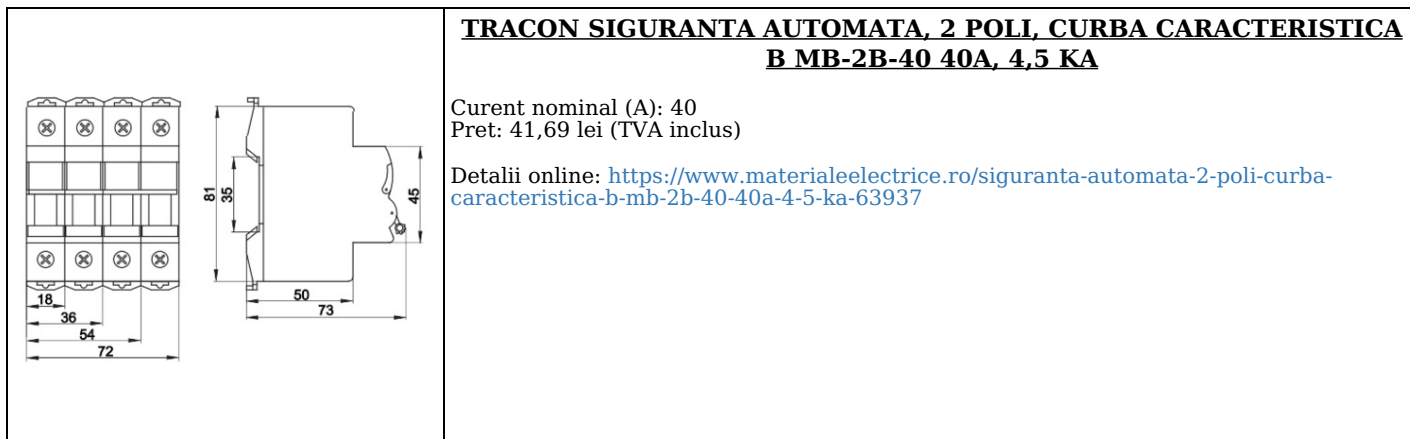 TRACON SIGURANTA AUTOMATA, 2 POLI, CURBA CARACTERISTICA
B MB-2B-40 40A, 4,5 KA
Curent nominal (A): 40
Pret: 41,69 lei (TVA inclus)
Detalii online: https://www.materialeelectrice.ro/siguranta-automata-2-poli-curba-
caracteristica-b-mb-2b-40-40a-4-5-ka-63937
81
35
45
18
36
54
72
50
73